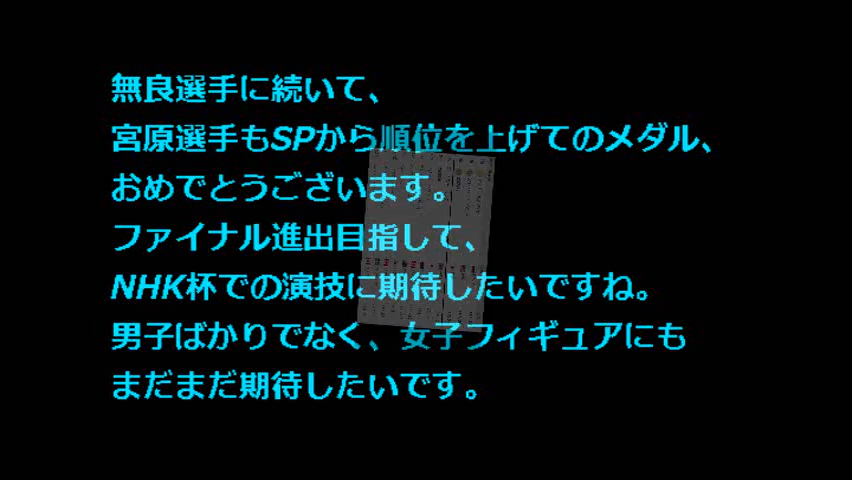 無良選手に続いて、
宮原選手もSPから順位を上げてのメダル、
おめでとうございます。
ファイナル進出目指して、
NHK杯での演技に期待したいですね。
男子ばかりでなく、女子フィギュアにも
まだまだ期待したいです。